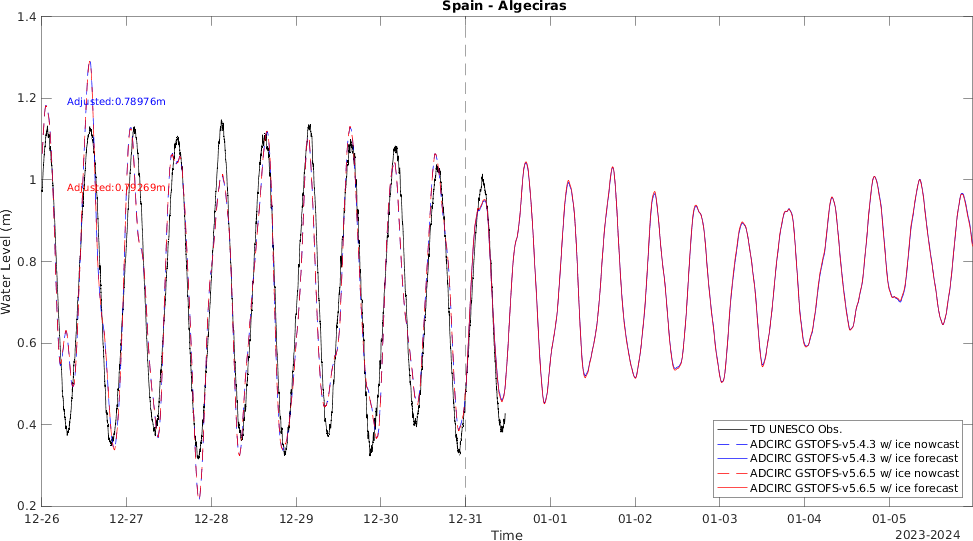 Spain - Algeciras
1.4
1.2
1
0.8
0.6
0.4
0.2
Water Level (m)
Adjusted:0.78976m
Adjusted:0.79269m
TD UNESCO Obs.
ADCIRC GSTOFS-v5.4.3 w/ ice nowcast
ADCIRC GSTOFS-v5.4.3 w/ ice forecast
ADCIRC GSTOFS-v5.6.5 w/ ice nowcast
ADCIRC GSTOFS-v5.6.5 w/ ice forecast
12-26 12-27 12-28 12-29 12-30 12-31 01-01 01-02 01-03 01-04 01-05
Time
2023-2024